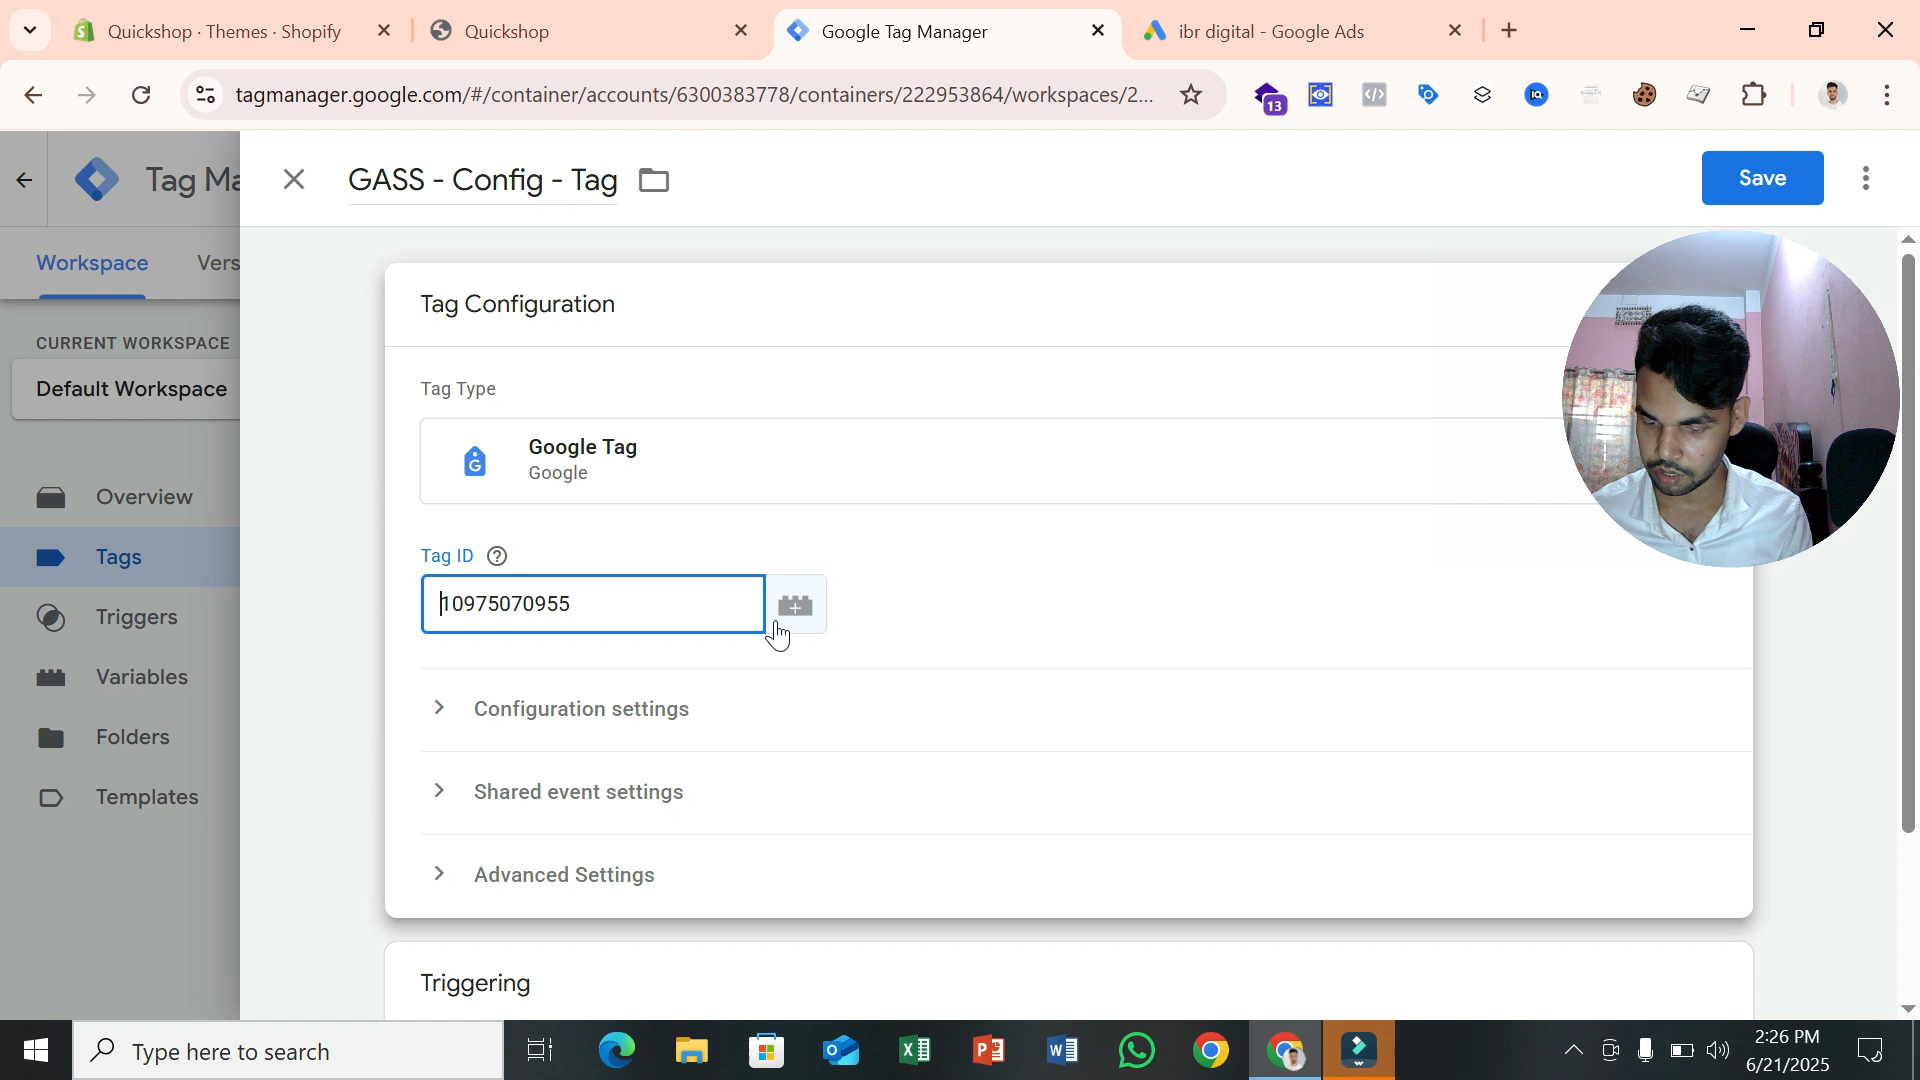 Quickshop · Themes · Shopify
Quickshop
Google Tag Manager
ibr digital - Google Ads
tagmanager.google.com/#/container/accounts/6300383778/containers/222953864/workspaces/2...
13
Tag Ma
GASS - Config - Tag
Save
Workspace
Vers
CURRENT WORKSPACE
Default Workspace
Overview
Tags
Triggers
Variables
Folders
Templates
Tag Configuration
Tag Type
Google Tag
Google
Tag ID
10975070955
Configuration settings
Shared event settings
Advanced Settings
Triggering
Type here to search
2:26 PM
6/21/2025